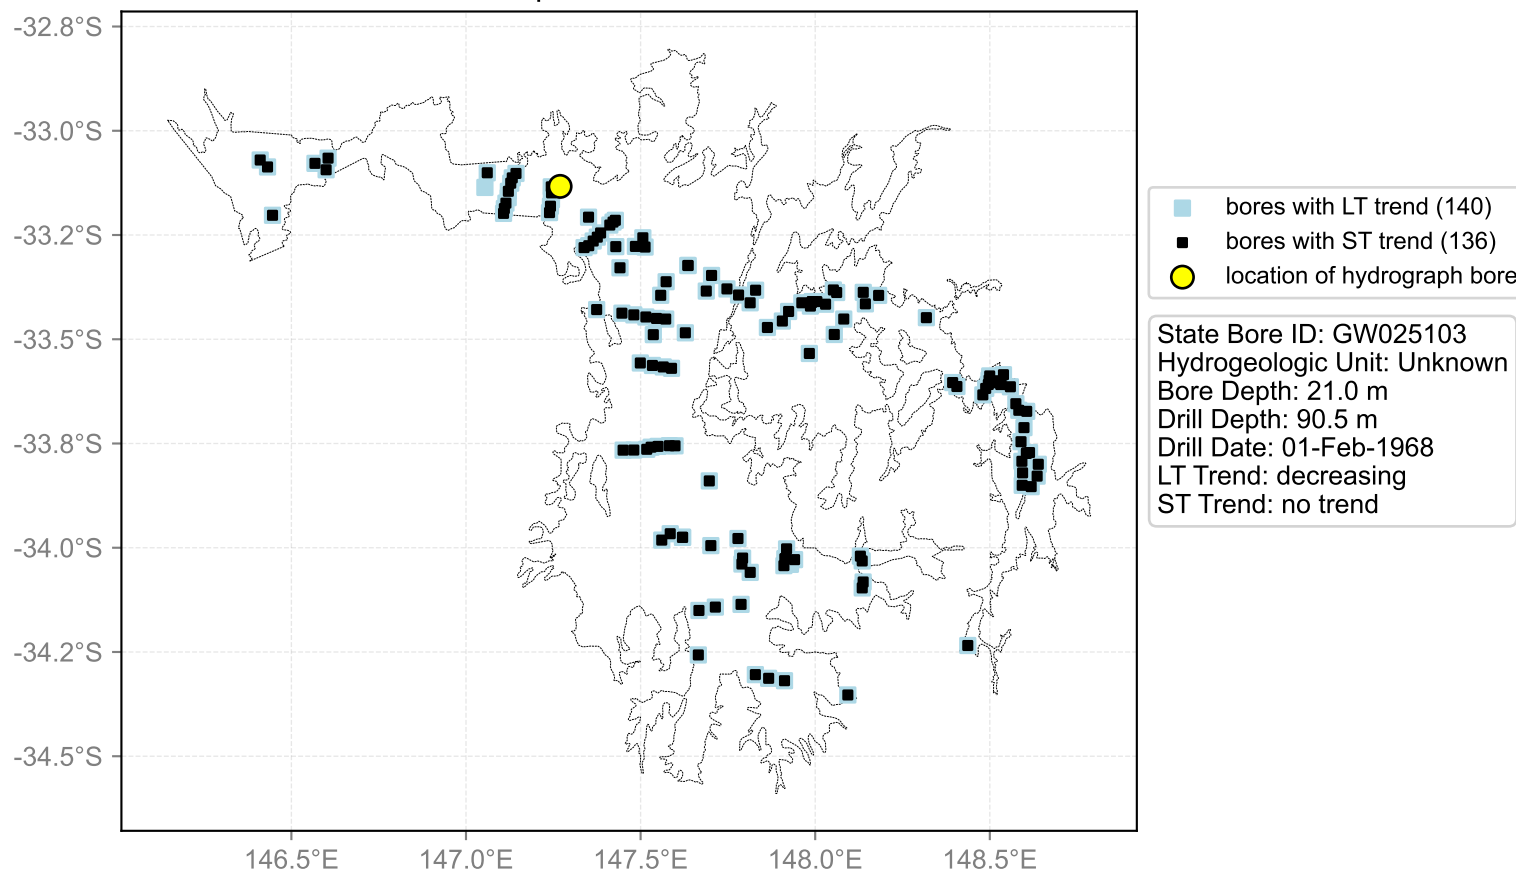 -32.8°S
-33.0°S
-33.2°S
-33.5°S
-33.8°S
-34.0°S
-34.2°S
-34.5°S
146.5°E
147.0°E
147.5°E
148.0°E
148.5°E
bores with LT trend (140)
bores with ST trend (136)
location of hydrograph bore
State Bore ID: GW025103
Hydrogeologic Unit: Unknown
Bore Depth: 21.0 m
Drill Depth: 90.5 m
Drill Date: 01-Feb-1968
LT Trend: decreasing
ST Trend: no trend